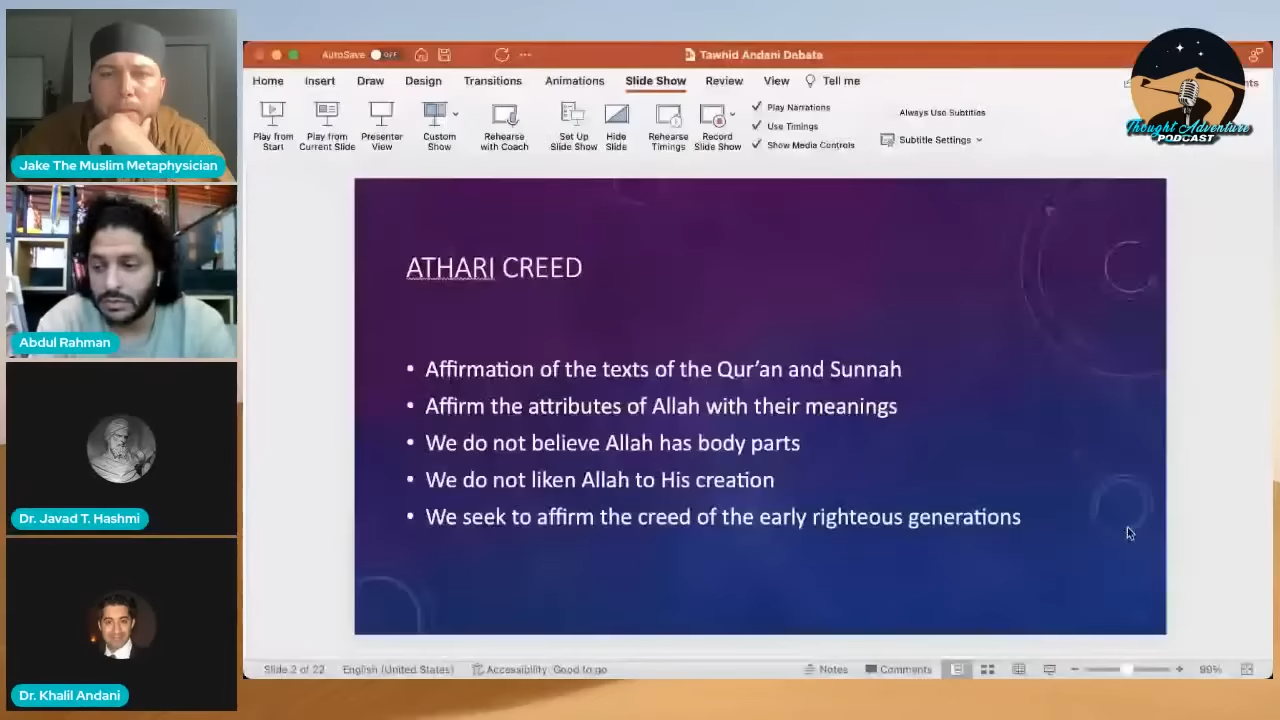 Jake The Muslim Metaphysician
Abdul Rahman
Dr. Javad T. Hashmi
Dr. Khalil Andani
AutoSave OFF
Tawhid Andani Debate
Home Insert Draw Design Transitions Animations Slide Show Review View Tell me
Play from Start
Play from Current Slide
Presenter View
Custom Show
Rehearse with Coach
Set Up Slide Show
Hide Slide
Rehearse Timings
Record Slide Show
Play Narrations
Use Timings
Show Media Controls
Always Use Subtitles
Subtitle Settings
Thought Adventure
PODCAST
ATHARI CREED
• Affirmation of the texts of the Qur’an and Sunnah
• Affirm the attributes of Allah with their meanings
• We do not believe Allah has body parts
• We do not liken Allah to His creation
• We seek to affirm the creed of the early righteous generations
Slide 2 of 22 English (United States) Accessibility: Good to go Notes Comments 99%